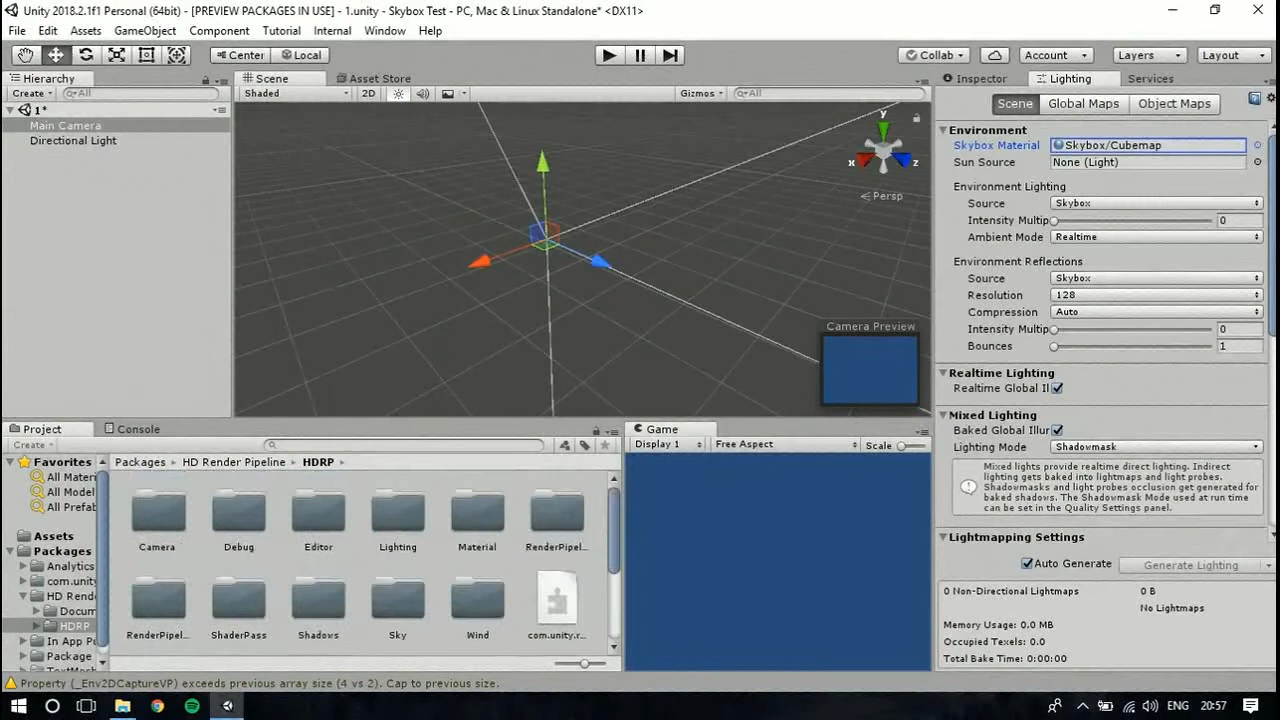 Unity 2018.2.1f1 Personal (64bit) - [PREVIEW PACKAGES IN USE] - 1.unity - Skybox Test - PC, Mac & Linux Standalone* <DX11>
File Edit Assets GameObject Component Tutorial Internal Window Help
Center Local Collab Account Layers Layout
Hierarchy Scene Asset Store Inspector Lighting Services
Create All Shaded 2D Gizmos All
Scene Global Maps Object Maps
1*
Main Camera
Directional Light
y
x
z
Persp
Camera Preview
Environment
Skybox Material Skybox/Cubemap
Sun Source None (Light)
Environment Lighting
Source Skybox
Intensity Multip 0
Ambient Mode Realtime
Environment Reflections
Source Skybox
Resolution 128
Compression Auto
Intensity Multip 0
Bounces 1
Realtime Lighting
Realtime Global Il
Mixed Lighting
Baked Global Illur
Lighting Mode Shadowmask
Mixed lights provide realtime direct lighting. Indirect
lighting gets baked into lightmaps and light probes.
Shadowmasks and light probes occlusion get generated for
baked shadows. The Shadowmask Mode used at run time
can be set in the Quality Settings panel.
Lightmapping Settings
Auto Generate Generate Lighting
0 Non-Directional Lightmaps 0 B
No Lightmaps
Memory Usage: 0.0 MB
Occupied Texels: 0.0
Total Bake Time: 0:00:00
Project Console
Create
Favorites
All Materi
All Model
All Prefab
Assets
Packages
Analytics
com.unity
HD Rende
Docum
HDRP
In App Pu
Package
TextMesh
Packages HD Render Pipeline HDRP
Camera Debug Editor Lighting Material RenderPipel...
RenderPipel... ShaderPass Shadows Sky Wind com.unity.r...
Game
Display 1 Free Aspect Scale
Property (_Env2DCaptureVP) exceeds previous array size (4 vs 2). Cap to previous size.
ENG 20:57